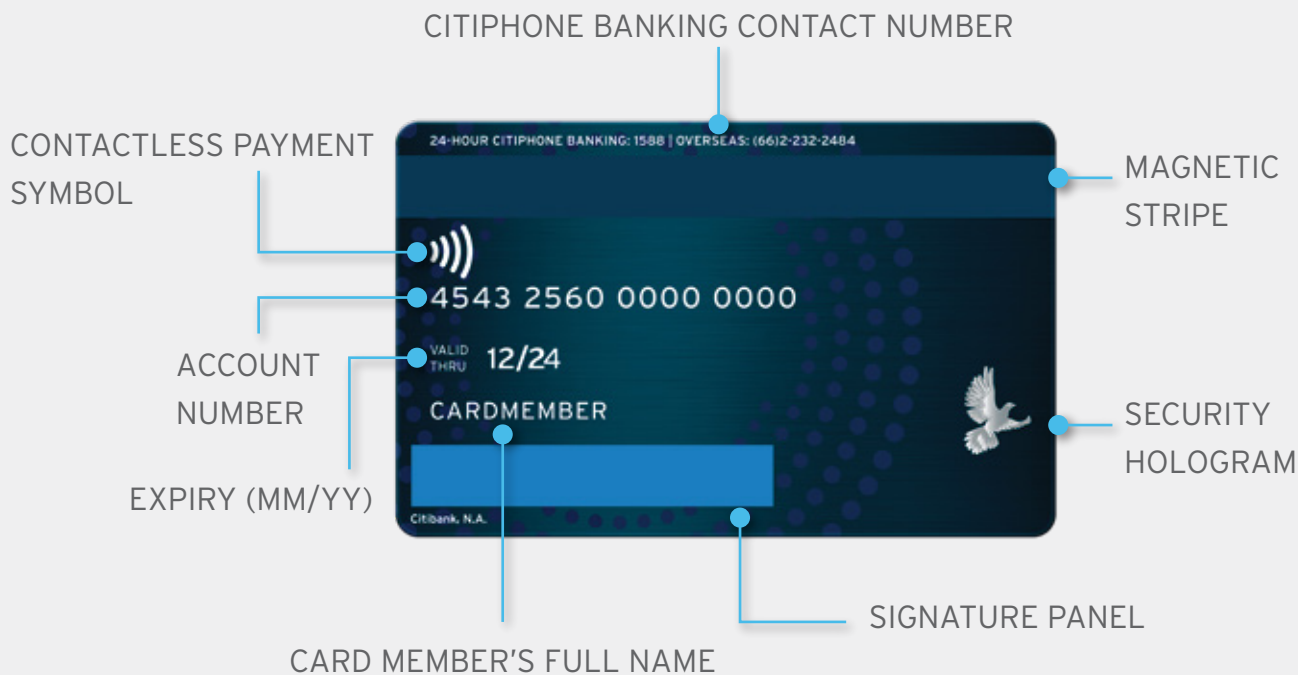 CITIPHONE BANKING CONTACT NUMBER
24-HOUR CITIPHONE BANKING: 1588 | OVERSEAS: (66)2-232-2484
CONTACTLESS PAYMENT
SYMBOL
MAGNETIC
STRIPE
4543 2560 0000 0000
ACCOUNT
NUMBER
VALID
THRU 12/24
CARDMEMBER
SECURITY
HOLOGRAM
EXPIRY (MM/YY)
Citibank, N.A.
SIGNATURE PANEL
CARD MEMBER'S FULL NAME